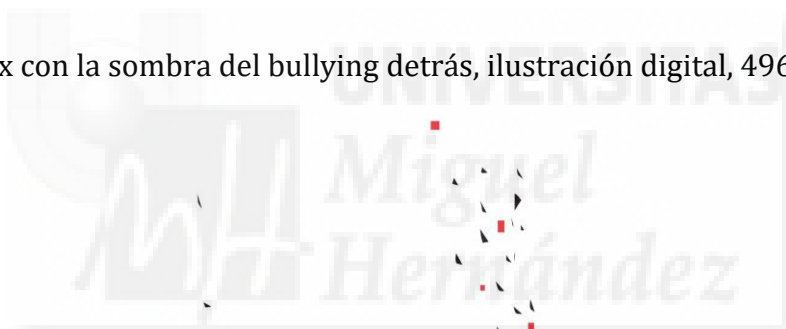 x con la sombra del bullying detrás, ilustración digital, 496
UNIVERSITAS
Miguel
Hernández